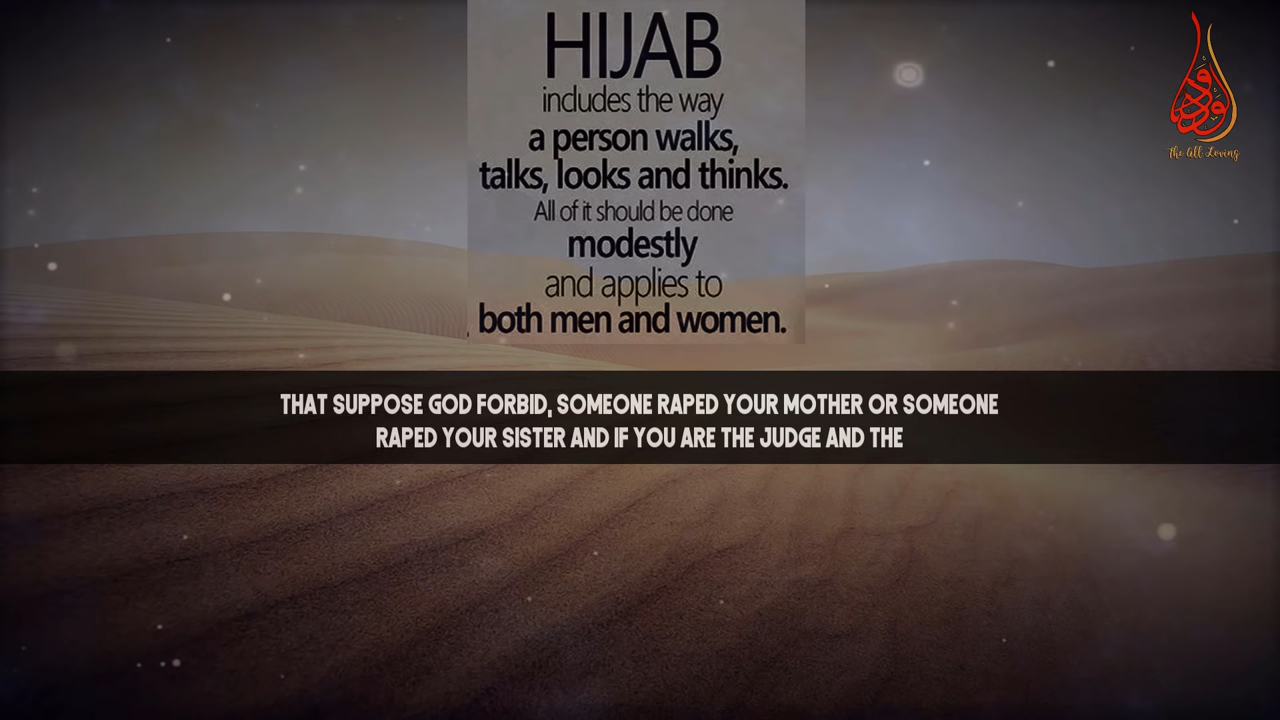 HIJAB
includes the way
a person walks,
talks, looks and thinks.
All of it should be done
modestly
and applies to
both men and women.
الودود
The All Loving
THAT SUPPOSE GOD FORBID, SOMEONE RAPED YOUR MOTHER OR SOMEONE
RAPED YOUR SISTER AND IF YOU ARE THE JUDGE AND THE